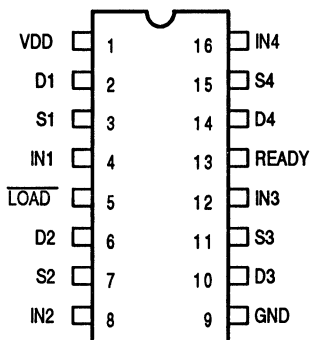 VDD 1 16 IN4
D1 2 15 S4
S1 3 14 D4
IN1 4 13 READY
LOAD 5 12 IN3
D2 6 11 S3
S2 7 10 D3
IN2 8 9 GND